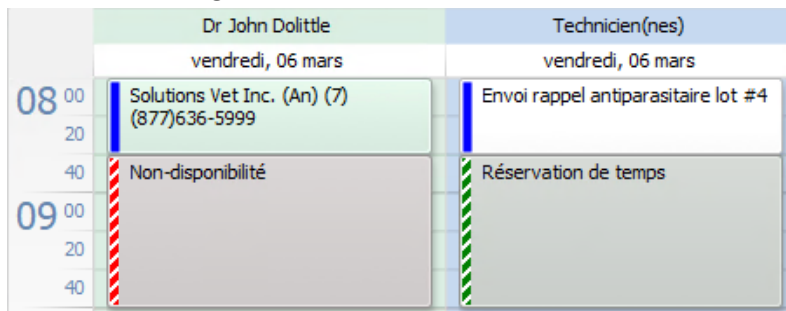 Dr John Dolittle
Technicien(nes)
vendredi, 06 mars
vendredi, 06 mars
08 00
Solutions Vet Inc. (An) (7)
(877)636-5999
Envoi rappel antiparasitaire lot #4
20
40
Non-disponibilité
Réservation de temps
09 00
20
40